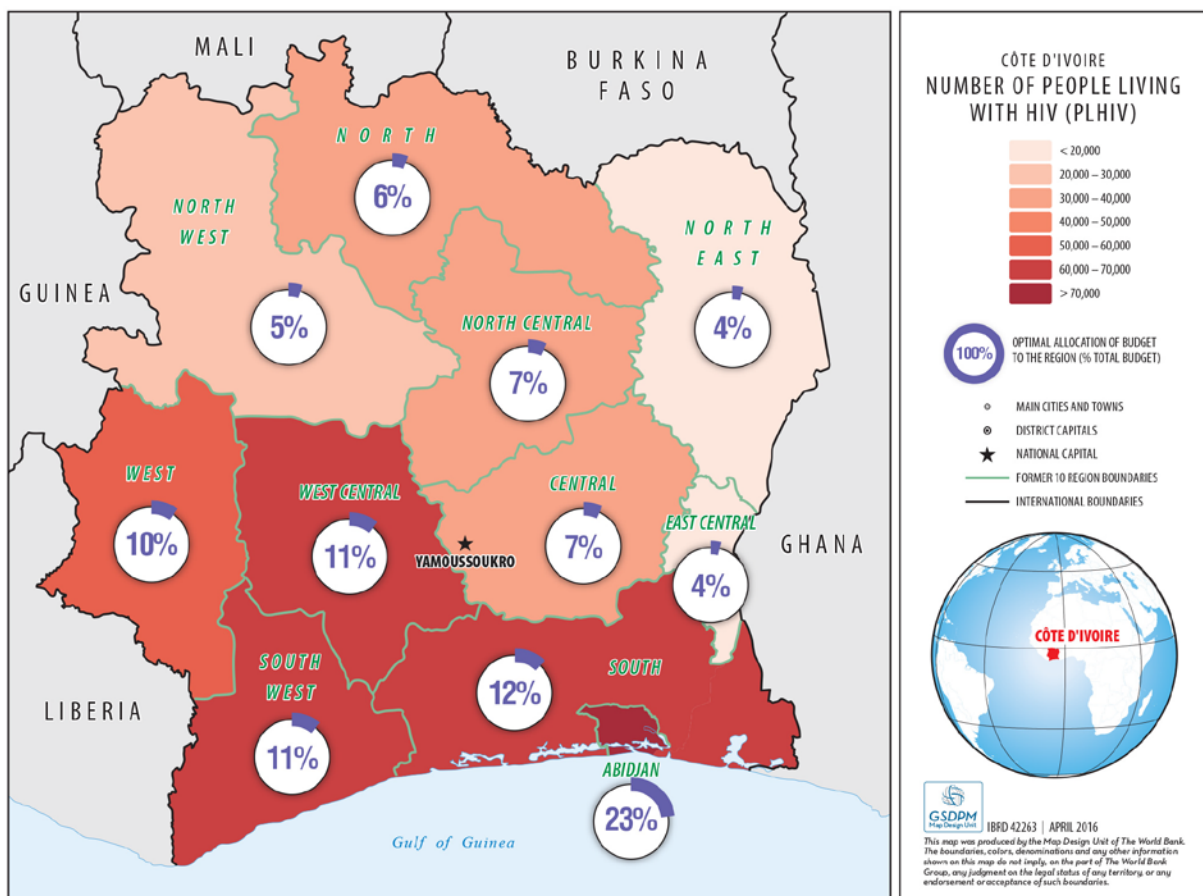 MALI
BURKINA
FASO
NORTH
6%
NORTH
WEST
NORTH
EAST
GUINEA
5%
NORTH CENTRAL
4%
7%
WEST
WEST CENTRAL
CENTRAL
EAST CENTRAL
GHANA
10%
11%
YAMOUSSOUKRO
7%
4%
SOUTH
WEST
SOUTH
LIBERIA
12%
11%
ABIDJAN
23%
Gulf of Guinea
CÔTE D'IVOIRE
NUMBER OF PEOPLE LIVING
WITH HIV (PLHIV)
< 20,000
20,000 – 30,000
30,000 – 40,000
40,000 – 50,000
50,000 – 60,000
60,000 – 70,000
> 70,000
100%
OPTIMAL ALLOCATION OF BUDGET
TO THE REGION (% TOTAL BUDGET)
MAIN CITIES AND TOWNS
DISTRICT CAPITALS
NATIONAL CAPITAL
FORMER 10 REGION BOUNDARIES
INTERNATIONAL BOUNDARIES
CÔTE D'IVOIRE
GSDPM
Map Design Unit
IBRD 42263 | APRIL 2016
This map was produced by the Map Design Unit of The World Bank.
The boundaries, colors, denominations and any other information
shown on this map do not imply, on the part of The World Bank
Group, any judgment on the legal status of any territory, or any
endorsement or acceptance of such boundaries.